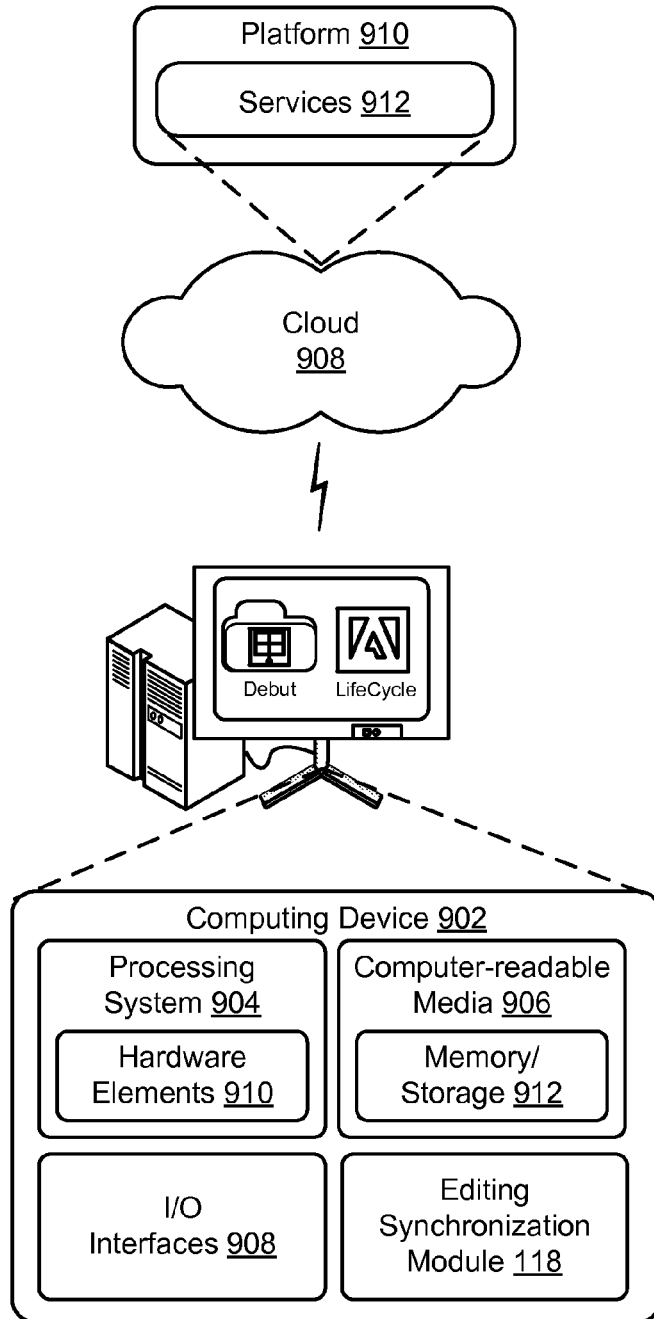 Platform 910
Services 912
Cloud
908
Debut
LifeCycle
Computing Device 902
Processing
System 904
Hardware
Elements 910
Computer-readable
Media 906
Memory/
Storage 912
I/O
Interfaces 908
Editing
Synchronization
Module 118